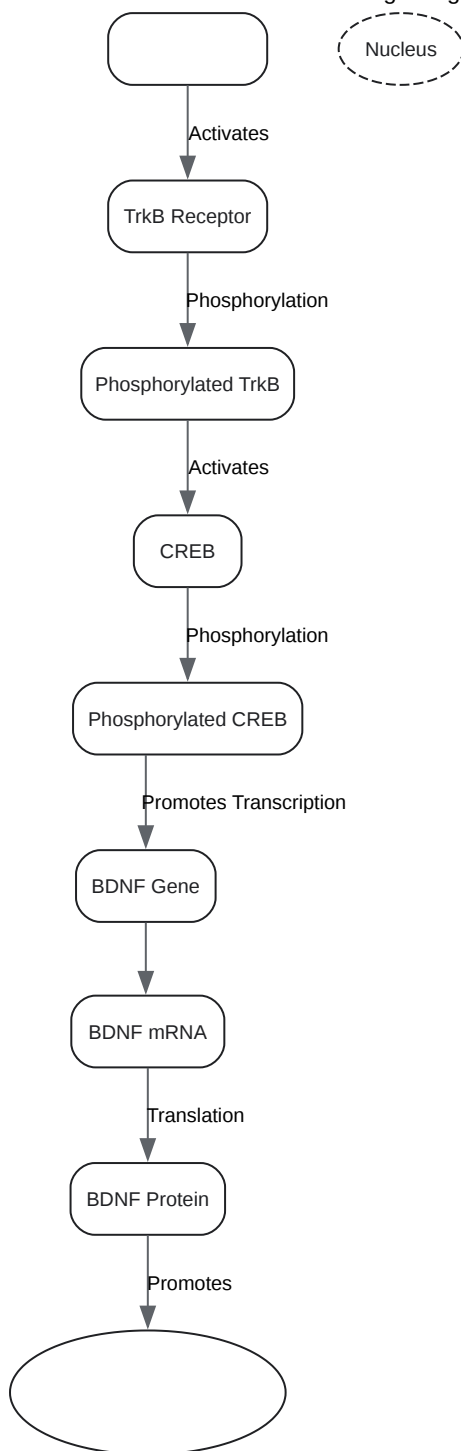 Nucleus
Activates
TrkB Receptor
Phosphorylation
Phosphorylated TrkB
Activates
CREB
Phosphorylation
Phosphorylated CREB
Promotes Transcription
BDNF Gene
BDNF mRNA
Translation
BDNF Protein
Promotes